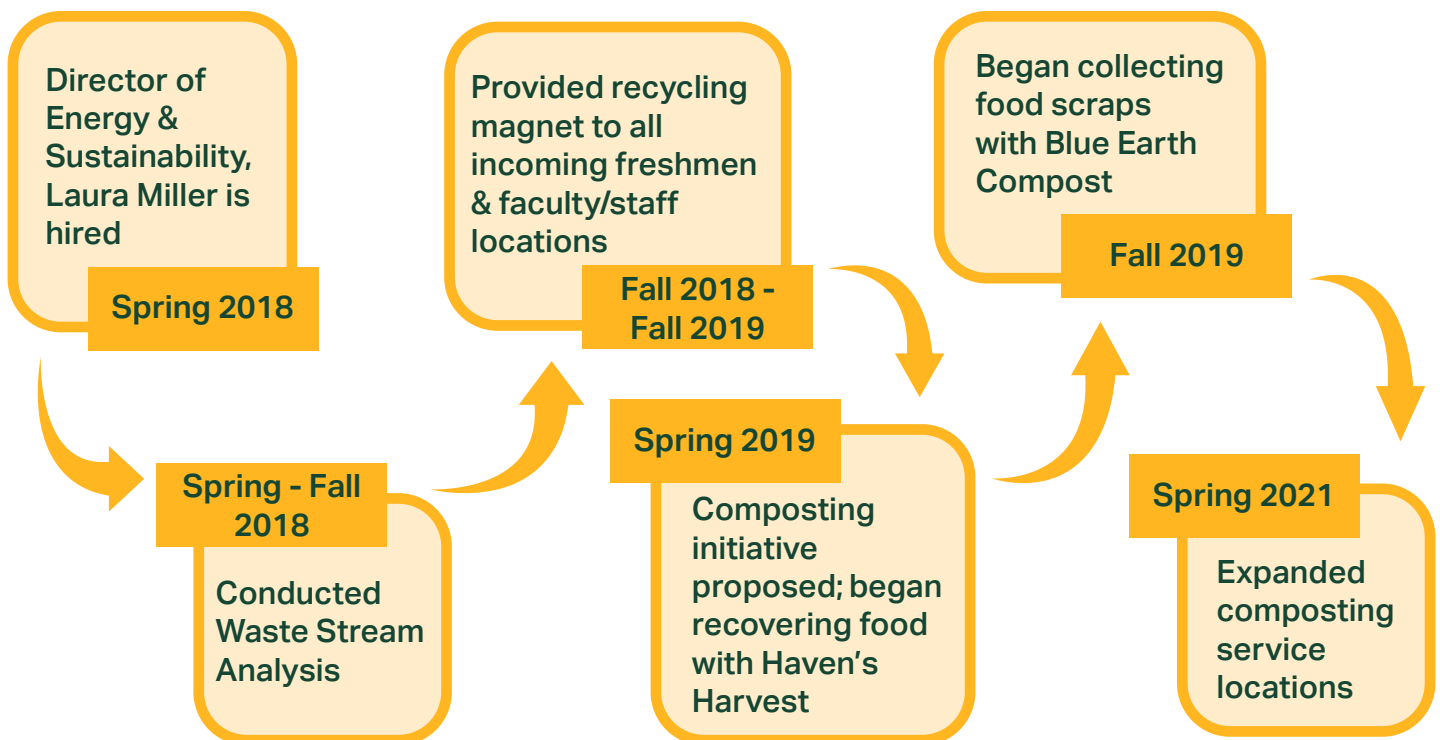 Director of
Energy &
Sustainability,
Laura Miller is
hired
Spring 2018
Spring - Fall
2018
Conducted
Waste Stream
Analysis
Provided recycling
magnet to all
incoming freshmen
& faculty/staff
locations
Fall 2018 -
Fall 2019
Spring 2019
Composting
initiative
proposed; began
recovering food
with Haven’s
Harvest
Began collecting
food scraps
with Blue Earth
Compost
Fall 2019
Spring 2021
Expanded
composting
service
locations